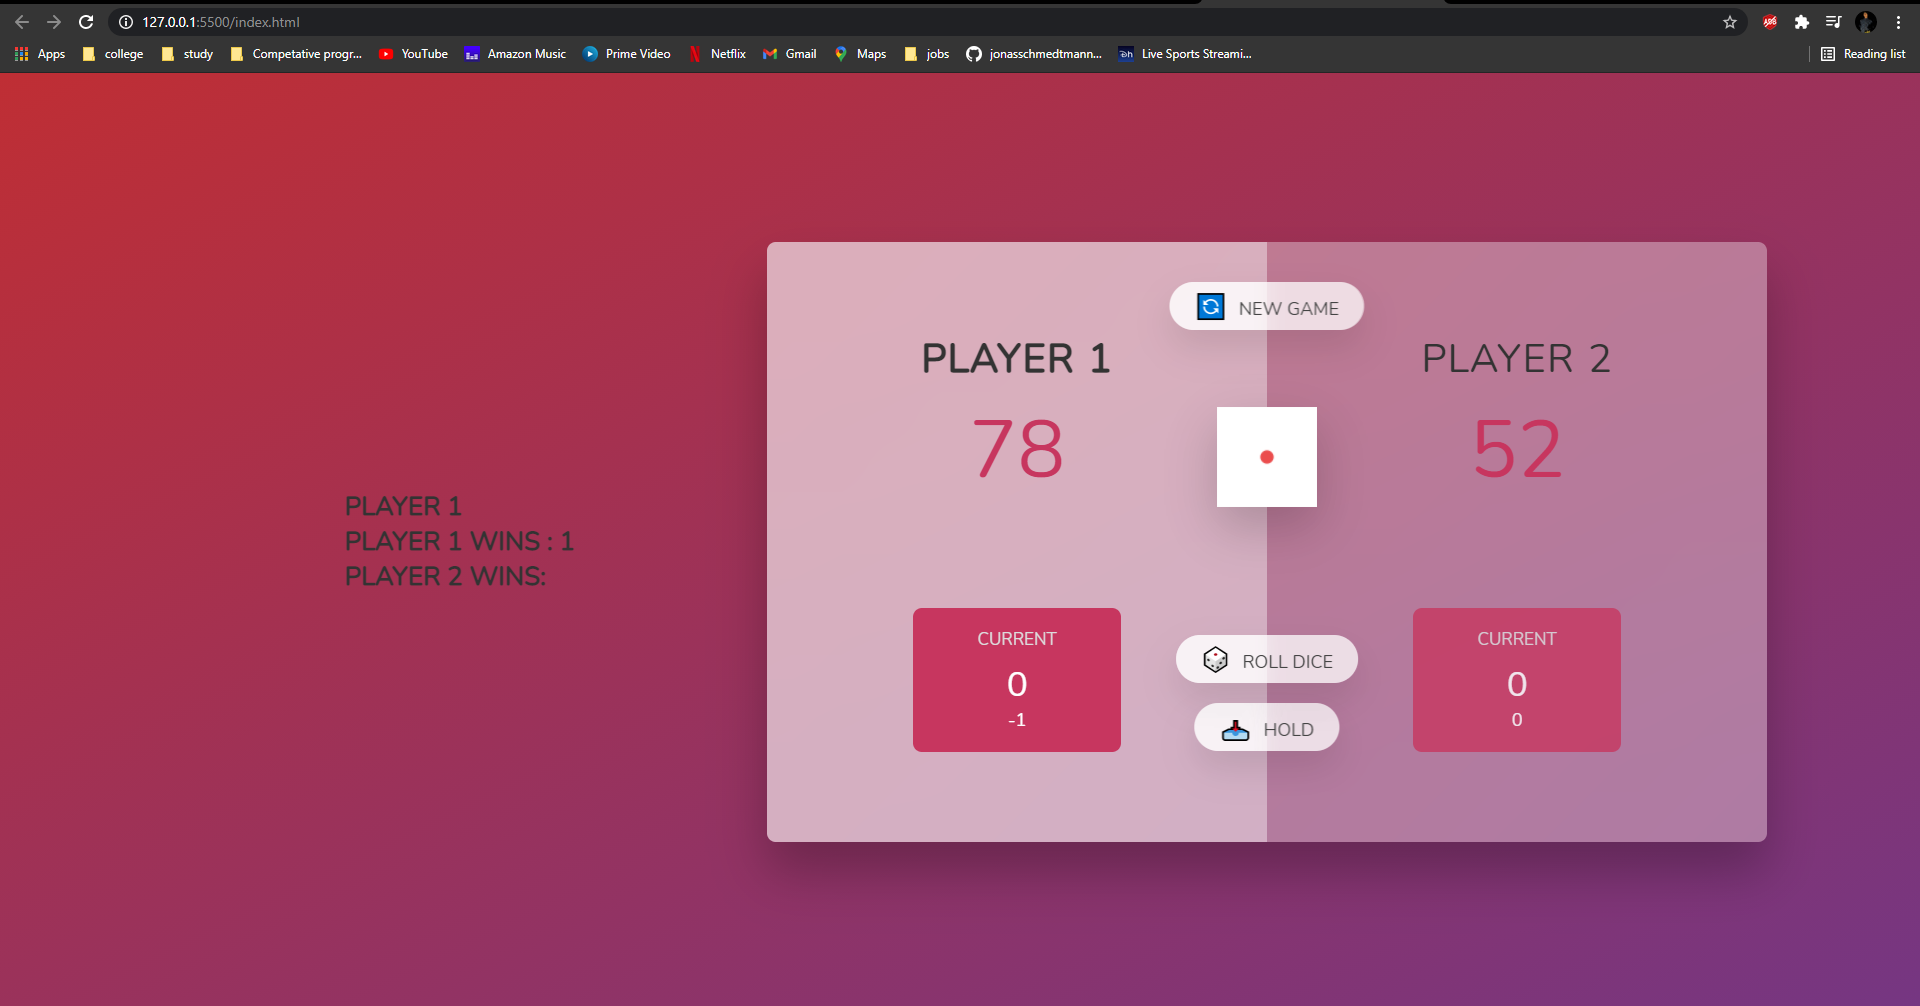 127.0.0.1:5500/index.html
Apps college study Competative progr... YouTube Amazon Music Prime Video Netflix Gmail Maps jobs jonasschmedtmann... Live Sports Streami... Reading list
NEW GAME
PLAYER 1
78
PLAYER 2
52
PLAYER 1
PLAYER 1 WINS : 1
PLAYER 2 WINS:
CURRENT
0
-1
ROLL DICE
HOLD
CURRENT
0
0